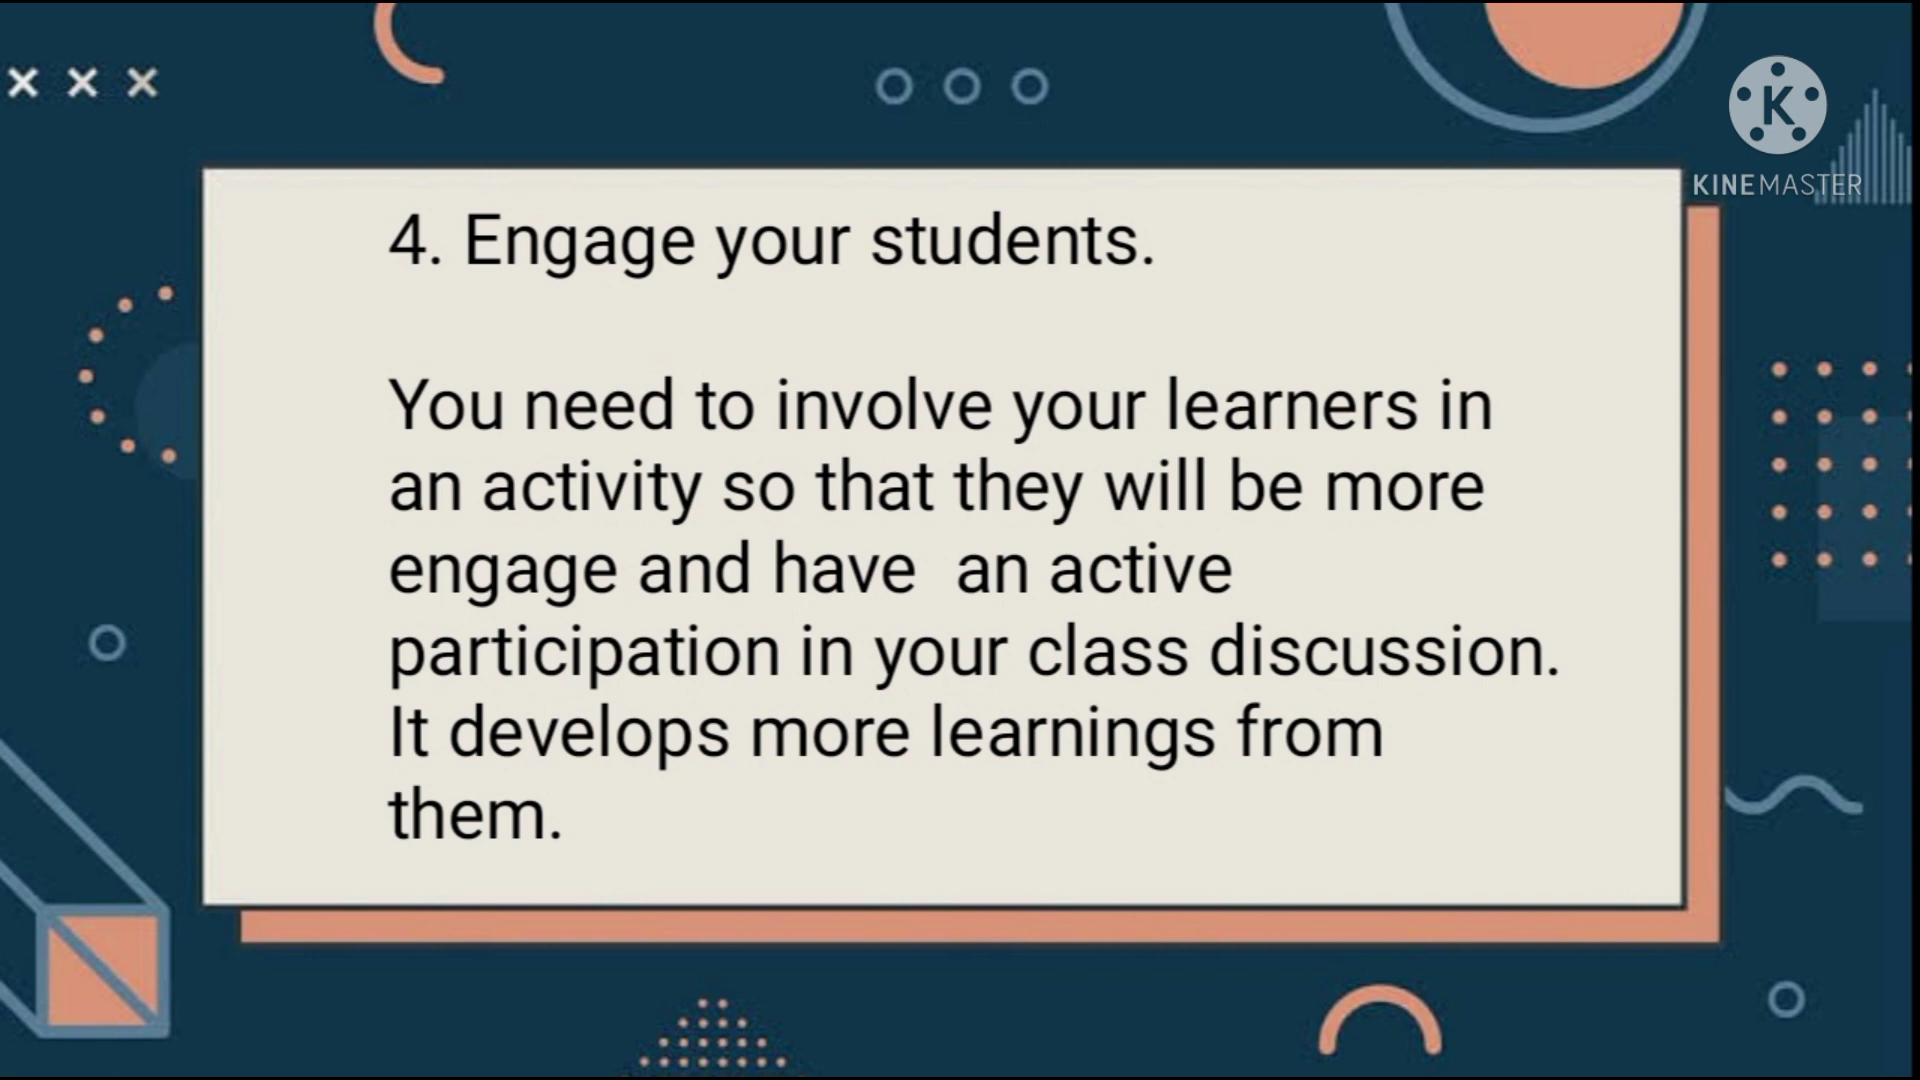 K
KINEMASTER
4. Engage your students.
You need to involve your learners in
an activity so that they will be more
engage and have  an active
participation in your class discussion.
It develops more learnings from
them.